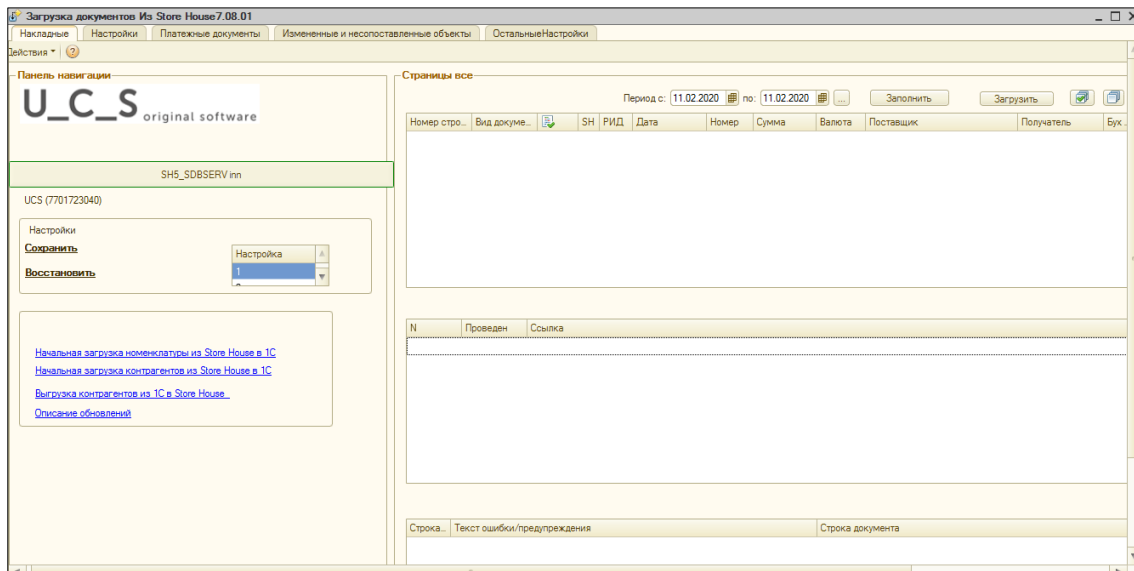 Загрузка документов Из Store House7.08.01
Накладные Настройки Платежные документы Измененные и несопоставленные объекты ОстальныеНастройки
Действия
Панель навигации
U_C_S original software
SH5_SDBSERV inn
UCS (7701723040)
Настройки
Сохранить
Восстановить
Настройка
1
Начальная загрузка номенклатуры из Store House в 1С
Начальная загрузка контрагентов из Store House в 1С
Выгрузка контрагентов из 1С в Store House_
Описание обновлений
Страницы все
Период с: 11.02.2020 по: 11.02.2020 ... Заполнить Загрузить
Номер стро... Вид докуме... SH РИД Дата Номер Сумма Валюта Поставщик Получатель Бух
N Проведен Ссылка
Строка... Текст ошибки/предупреждения Строка документа